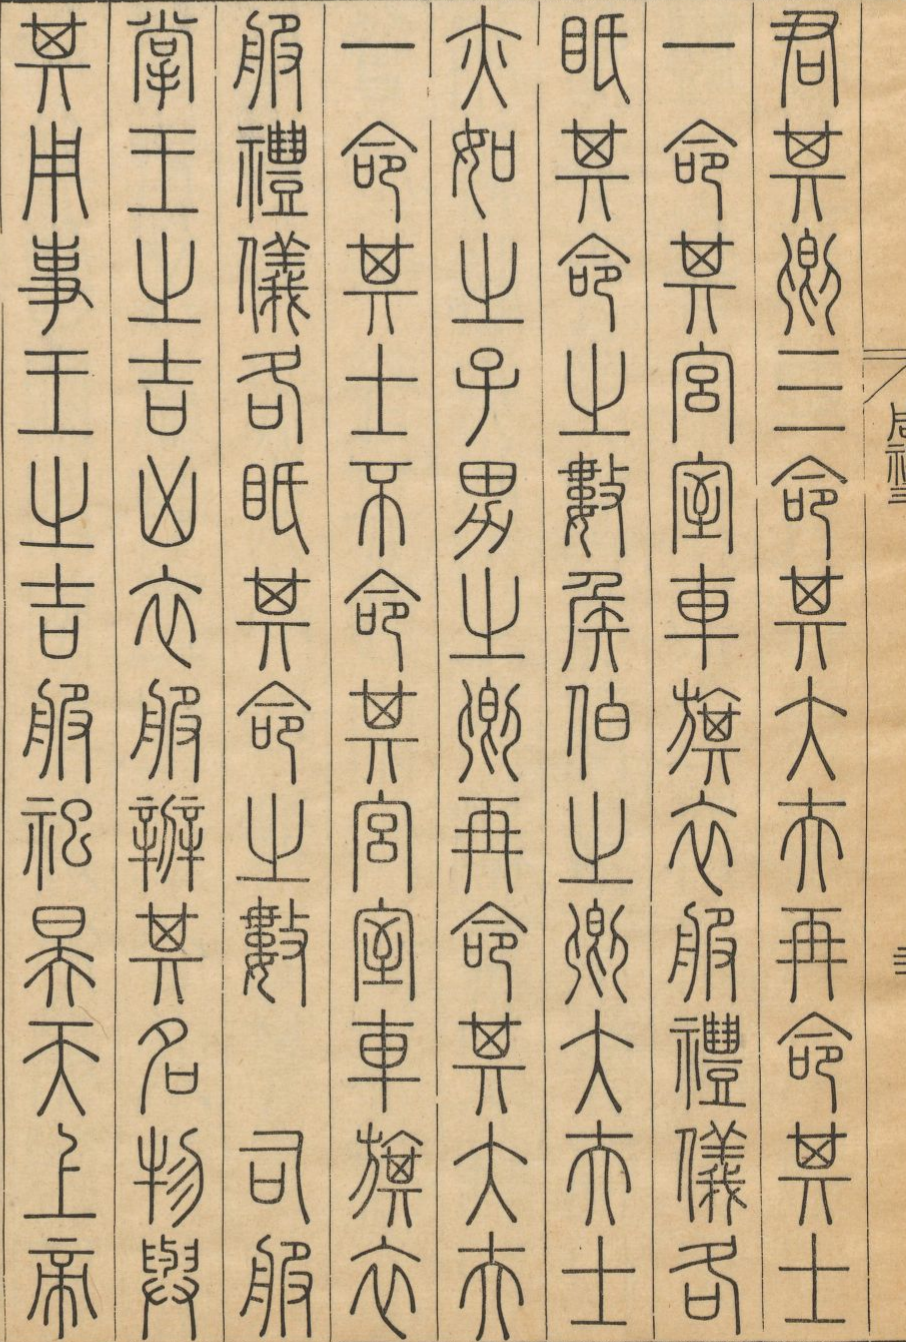 君其卿三命其大夫再命其士
一命其宮室車旗衣服禮儀各
眡其命之數侯伯之卿大夫士
亦如之子男之卿再命其大夫
一命其士不命其宮室車旗衣
服禮儀各眡其命之數 司服
掌王之吉凶衣服辨其名物與
其用事王之吉服祀昊天上帝